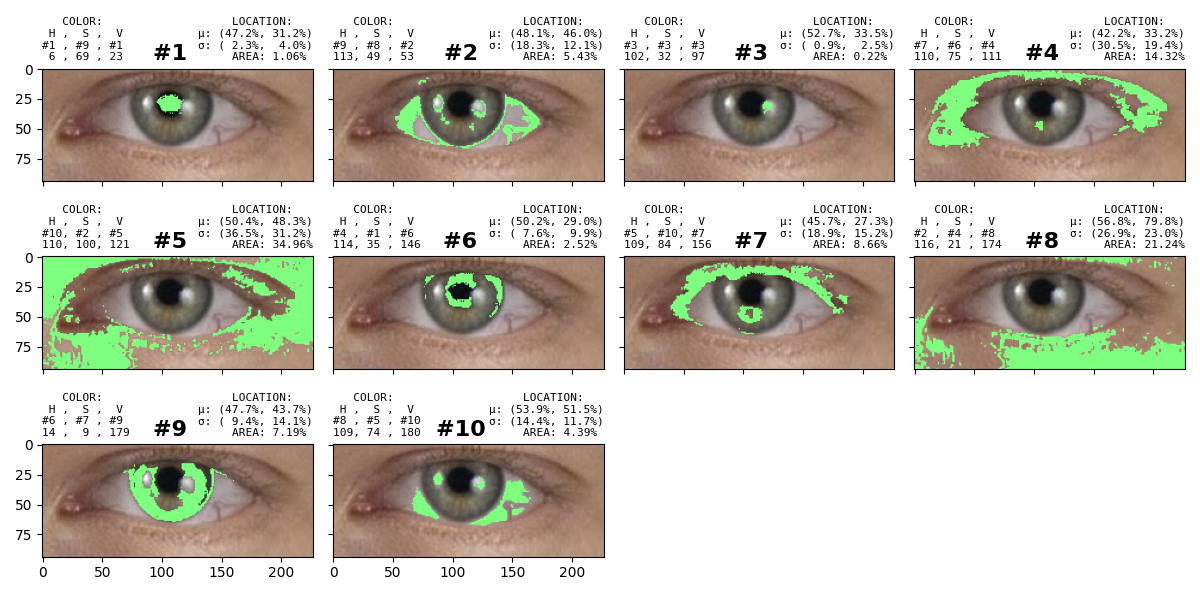 COLOR: LOCATION: COLOR: LOCATION: COLOR: LOCATION: COLOR: LOCATION:
H , S , V μ: (47.2%, 31.2%) H , S , V μ: (48.1%, 46.0%) H , S , V μ: (52.7%, 33.5%) H , S , V μ: (42.2%, 33.2%)
#1 , #9 , #1 #1 σ: ( 2.3%, 4.0%) #9 , #8 , #2 #2 σ: (18.3%, 12.1%) #3 , #3 , #3 #3 σ: ( 0.9%, 2.5%) #7 , #6 , #4 #4 σ: (30.5%, 19.4%)
6 , 69 , 23 AREA: 1.06% 113, 49 , 53 AREA: 5.43% 102, 32 , 97 AREA: 0.22% 110, 75 , 111 AREA: 14.32%
0
25
50
75
COLOR: LOCATION: COLOR: LOCATION: COLOR: LOCATION: COLOR: LOCATION:
H , S , V μ: (50.4%, 48.3%) H , S , V μ: (50.2%, 29.0%) H , S , V μ: (45.7%, 27.3%) H , S , V μ: (56.8%, 79.8%)
#10, #2 , #5 #5 σ: (36.5%, 31.2%) #4 , #1 , #6 #6 σ: ( 7.6%, 9.9%) #5 , #10, #7 #7 σ: (18.9%, 15.2%) #2 , #4 , #8 #8 σ: (26.9%, 23.0%)
110, 100, 121 AREA: 34.96% 114, 35 , 146 AREA: 2.52% 109, 84 , 156 AREA: 8.66% 116, 21 , 174 AREA: 21.24%
0
25
50
75
COLOR: LOCATION: COLOR: LOCATION:
H , S , V μ: (47.7%, 43.7%) H , S , V μ: (53.9%, 51.5%)
#6 , #7 , #9 #9 σ: ( 9.4%, 14.1%) #8 , #5 , #10 #10 σ: (14.4%, 11.7%)
14 , 9 , 179 AREA: 7.19% 109, 74 , 180 AREA: 4.39%
0
25
50
75
0 50 100 150 200 0 50 100 150 200